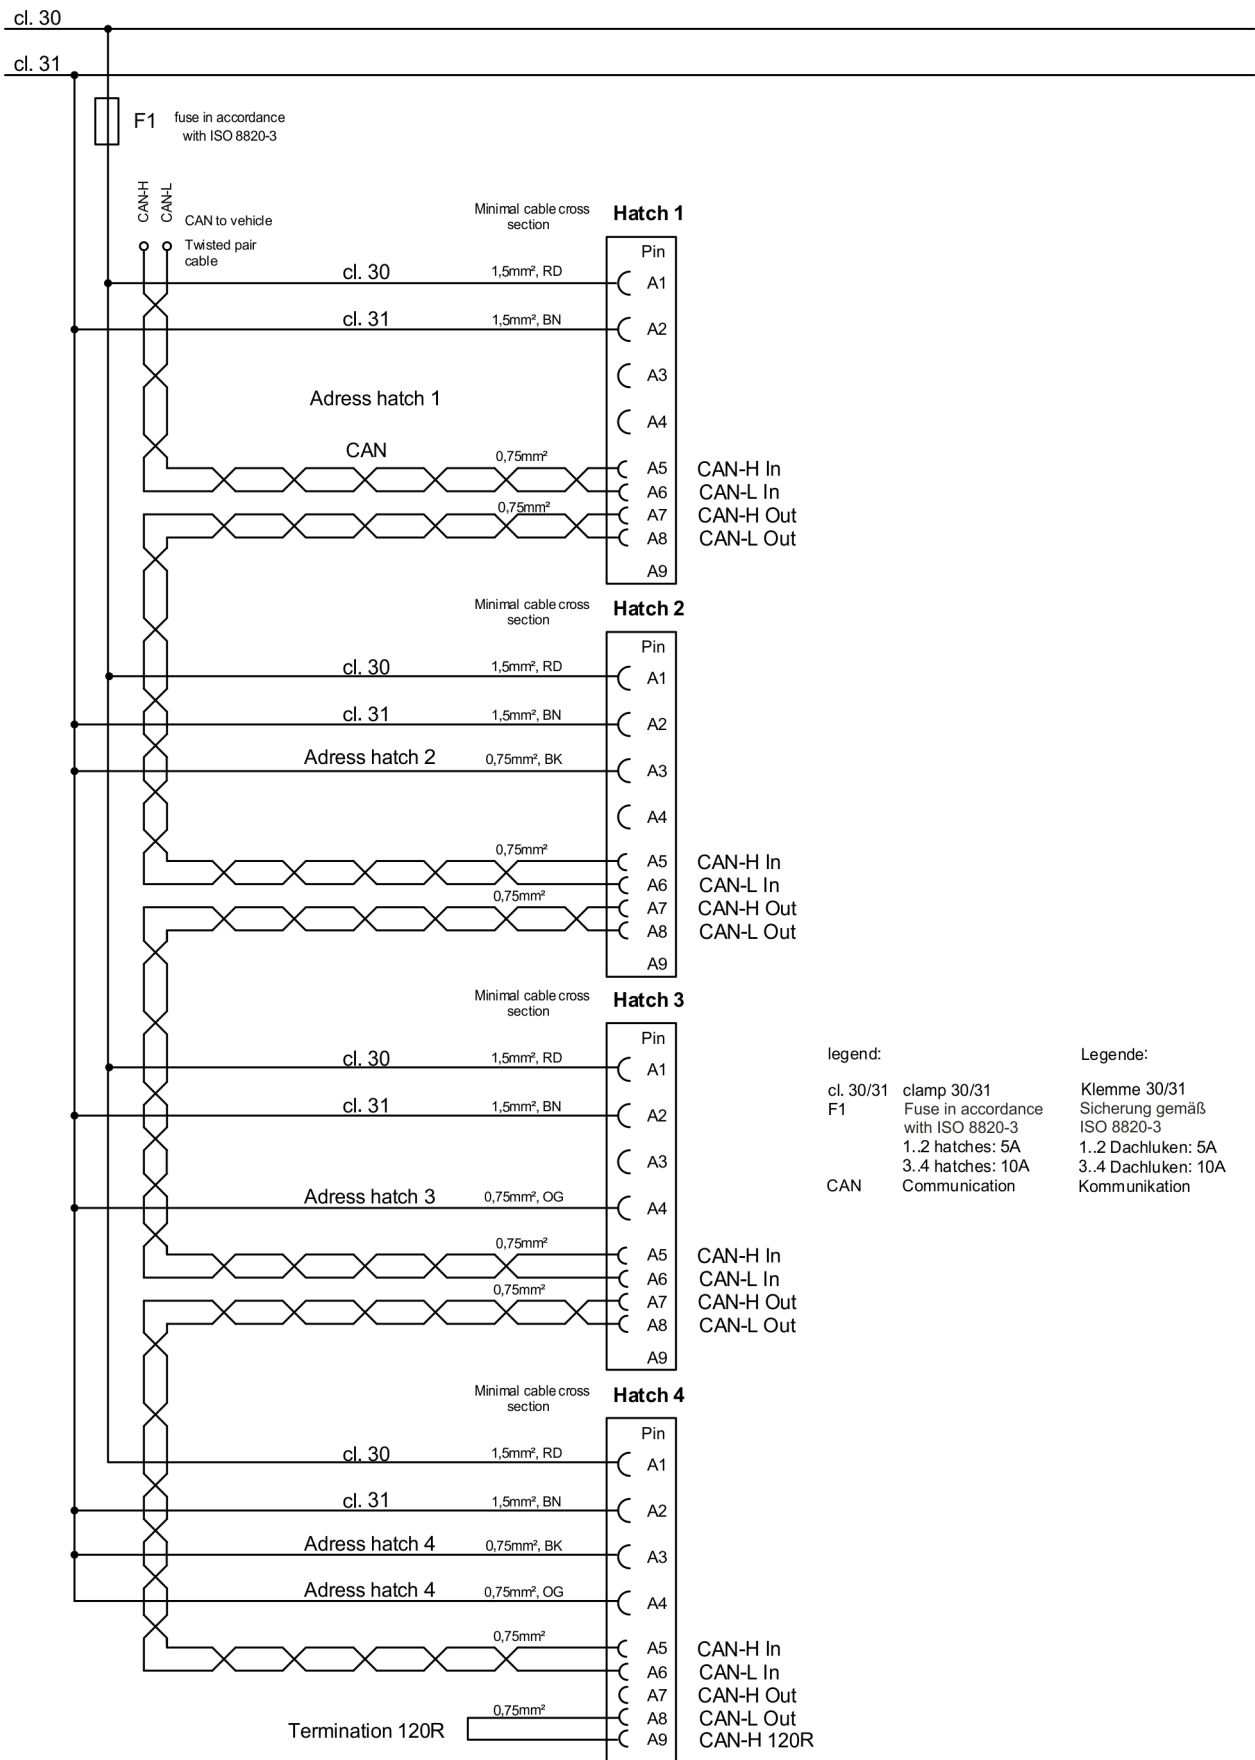 cl. 30
cl. 31
F1
fuse in accordance
with ISO 8820-3
CAN-H
CAN-L
CAN to vehicle
Twisted pair
cable
Minimal cable cross
section
Hatch 1
Pin
cl. 30
1,5mm², RD
A1
cl. 31
1,5mm², BN
A2
A3
Adress hatch 1
A4
CAN
0,75mm²
A5
CAN-H In
A6
CAN-L In
0,75mm²
A7
CAN-H Out
A8
CAN-L Out
A9
Minimal cable cross
section
Hatch 2
Pin
cl. 30
1,5mm², RD
A1
cl. 31
1,5mm², BN
A2
Adress hatch 2
0,75mm², BK
A3
A4
0,75mm²
A5
CAN-H In
A6
CAN-L In
0,75mm²
A7
CAN-H Out
A8
CAN-L Out
A9
Minimal cable cross
section
Hatch 3
Pin
cl. 30
1,5mm², RD
A1
cl. 31
1,5mm², BN
A2
A3
Adress hatch 3
0,75mm², OG
A4
0,75mm²
A5
CAN-H In
A6
CAN-L In
0,75mm²
A7
CAN-H Out
A8
CAN-L Out
A9
legend:
Legende:
cl. 30/31 clamp 30/31
Klemme 30/31
F1 Fuse in accordance
Sicherung gemäß
with ISO 8820-3
ISO 8820-3
1..2 hatches: 5A
1..2 Dachluken: 5A
3..4 hatches: 10A
3..4 Dachluken: 10A
CAN Communication
Kommunikation
Minimal cable cross
section
Hatch 4
Pin
cl. 30
1,5mm², RD
A1
cl. 31
1,5mm², BN
A2
Adress hatch 4
0,75mm², BK
A3
Adress hatch 4
0,75mm², OG
A4
0,75mm²
A5
CAN-H In
A6
CAN-L In
A7
CAN-H Out
0,75mm²
A8
CAN-L Out
Termination 120R
A9
CAN-H 120R